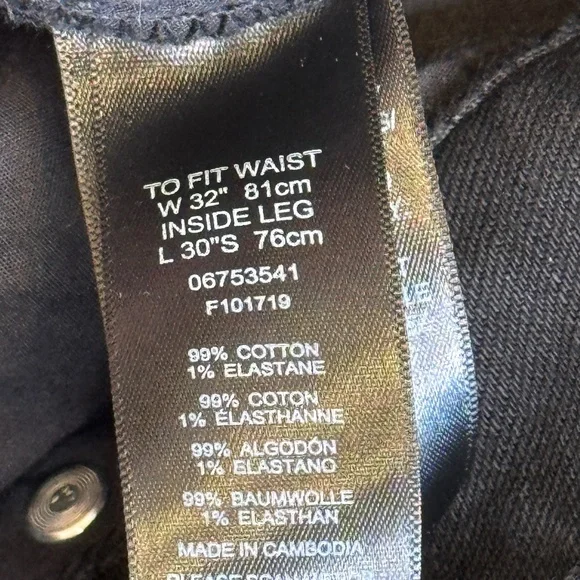 TO FIT WAIST
W 32" 81cm
INSIDE LEG
L 30"S 76cm
06753541
F101719
99% COTTON
1% ELASTANE
99% COTON
1% ÉLASTHANNE
99% ALGODÓN
1% ELASTANO
99% BAUMWOLLE
1% ELASTHAN
MADE IN CAMBODIA
PLEASE